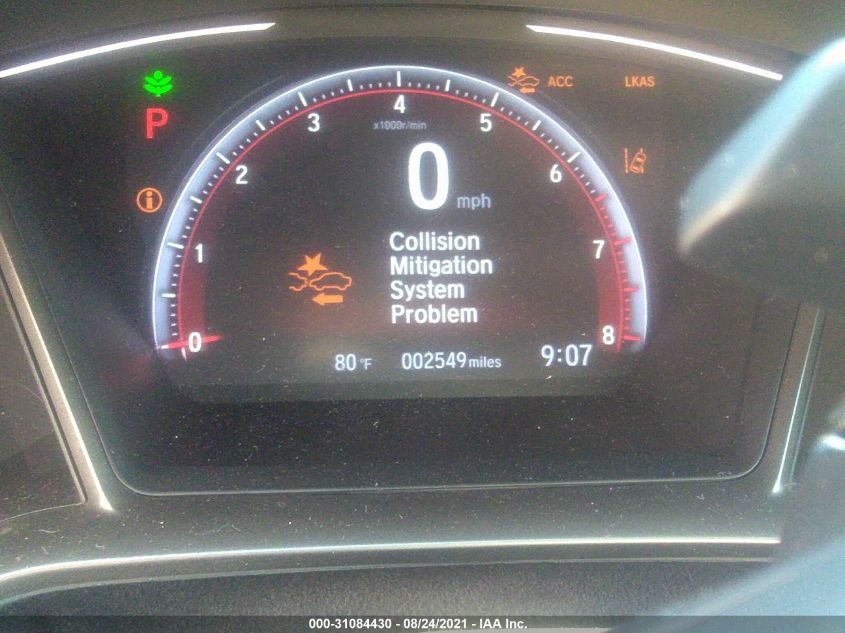 ACC
LKAS
P
0
1
2
3
4
5
6
7
8
x1000r/min
0 mph
Collision
Mitigation
System
Problem
80 °F
002549 miles
9:07
000-31084430 - 08/24/2021 - IAA Inc.